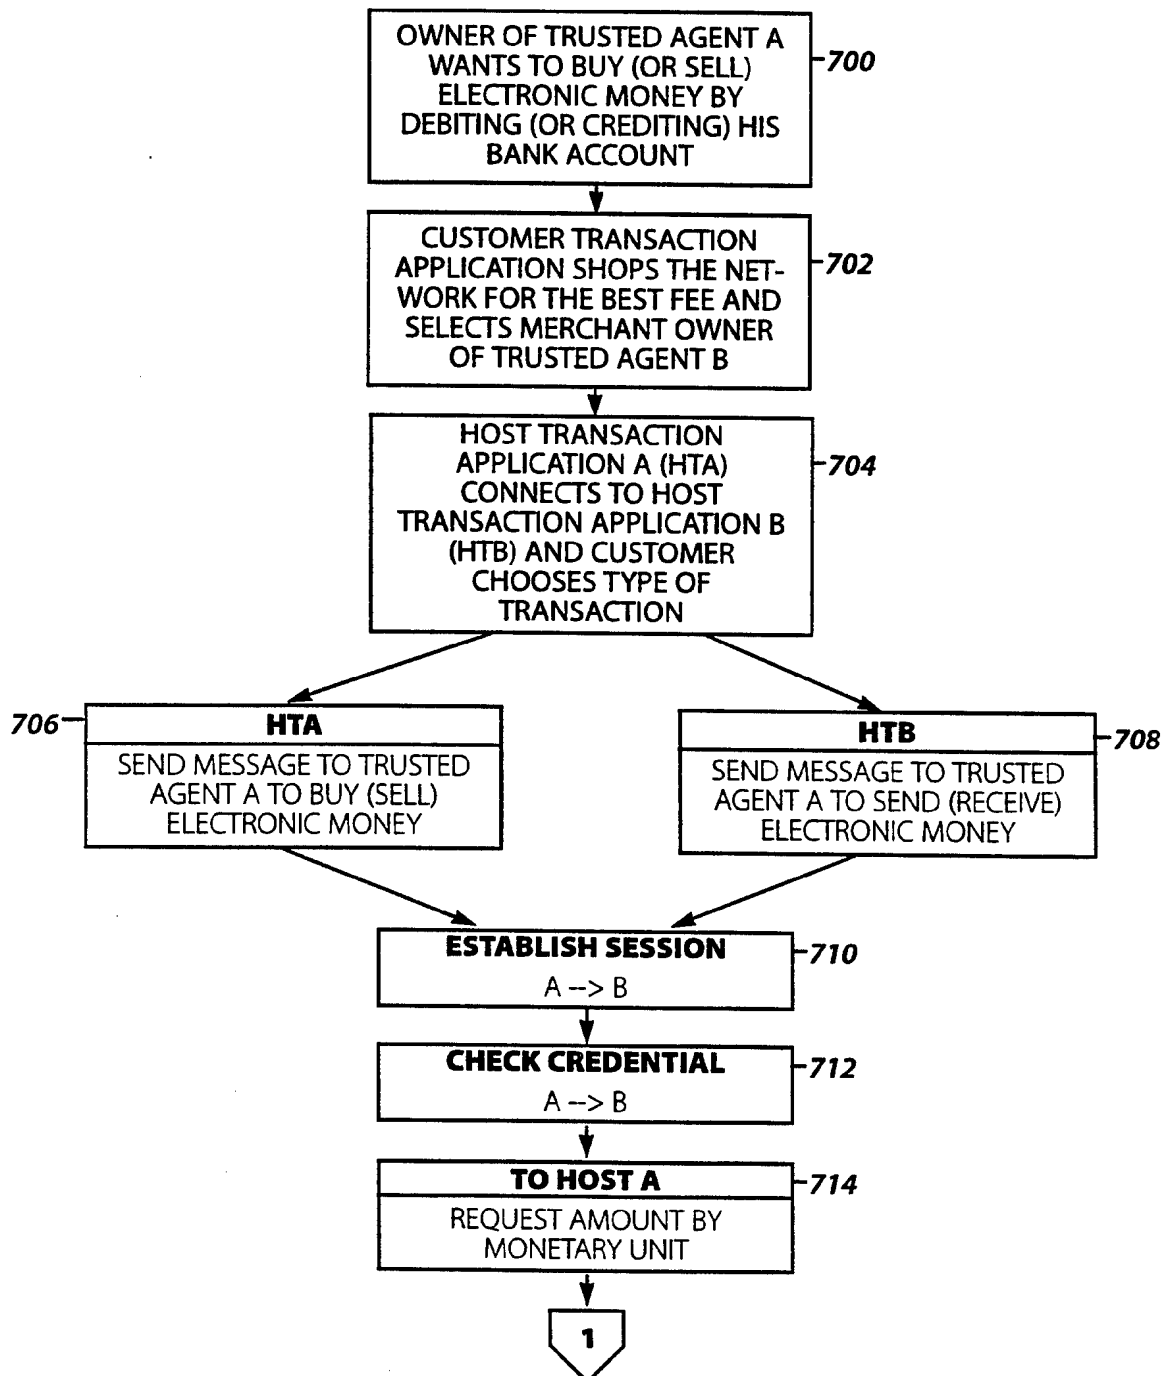 OWNER OF TRUSTED AGENT A
WANTS TO BUY (OR SELL)
ELECTRONIC MONEY BY
DEBITING (OR CREDITING) HIS
BANK ACCOUNT
700
CUSTOMER TRANSACTION
APPLICATION SHOPS THE NET-
WORK FOR THE BEST FEE AND
SELECTS MERCHANT OWNER
OF TRUSTED AGENT B
702
HOST TRANSACTION
APPLICATION A (HTA)
CONNECTS TO HOST
TRANSACTION APPLICATION B
(HTB) AND CUSTOMER
CHOOSES TYPE OF
TRANSACTION
704
706
HTA
SEND MESSAGE TO TRUSTED
AGENT A TO BUY (SELL)
ELECTRONIC MONEY
HTB
708
SEND MESSAGE TO TRUSTED
AGENT A TO SEND (RECEIVE)
ELECTRONIC MONEY
ESTABLISH SESSION
710
A --> B
CHECK CREDENTIAL
712
A --> B
TO HOST A
714
REQUEST AMOUNT BY
MONETARY UNIT
1